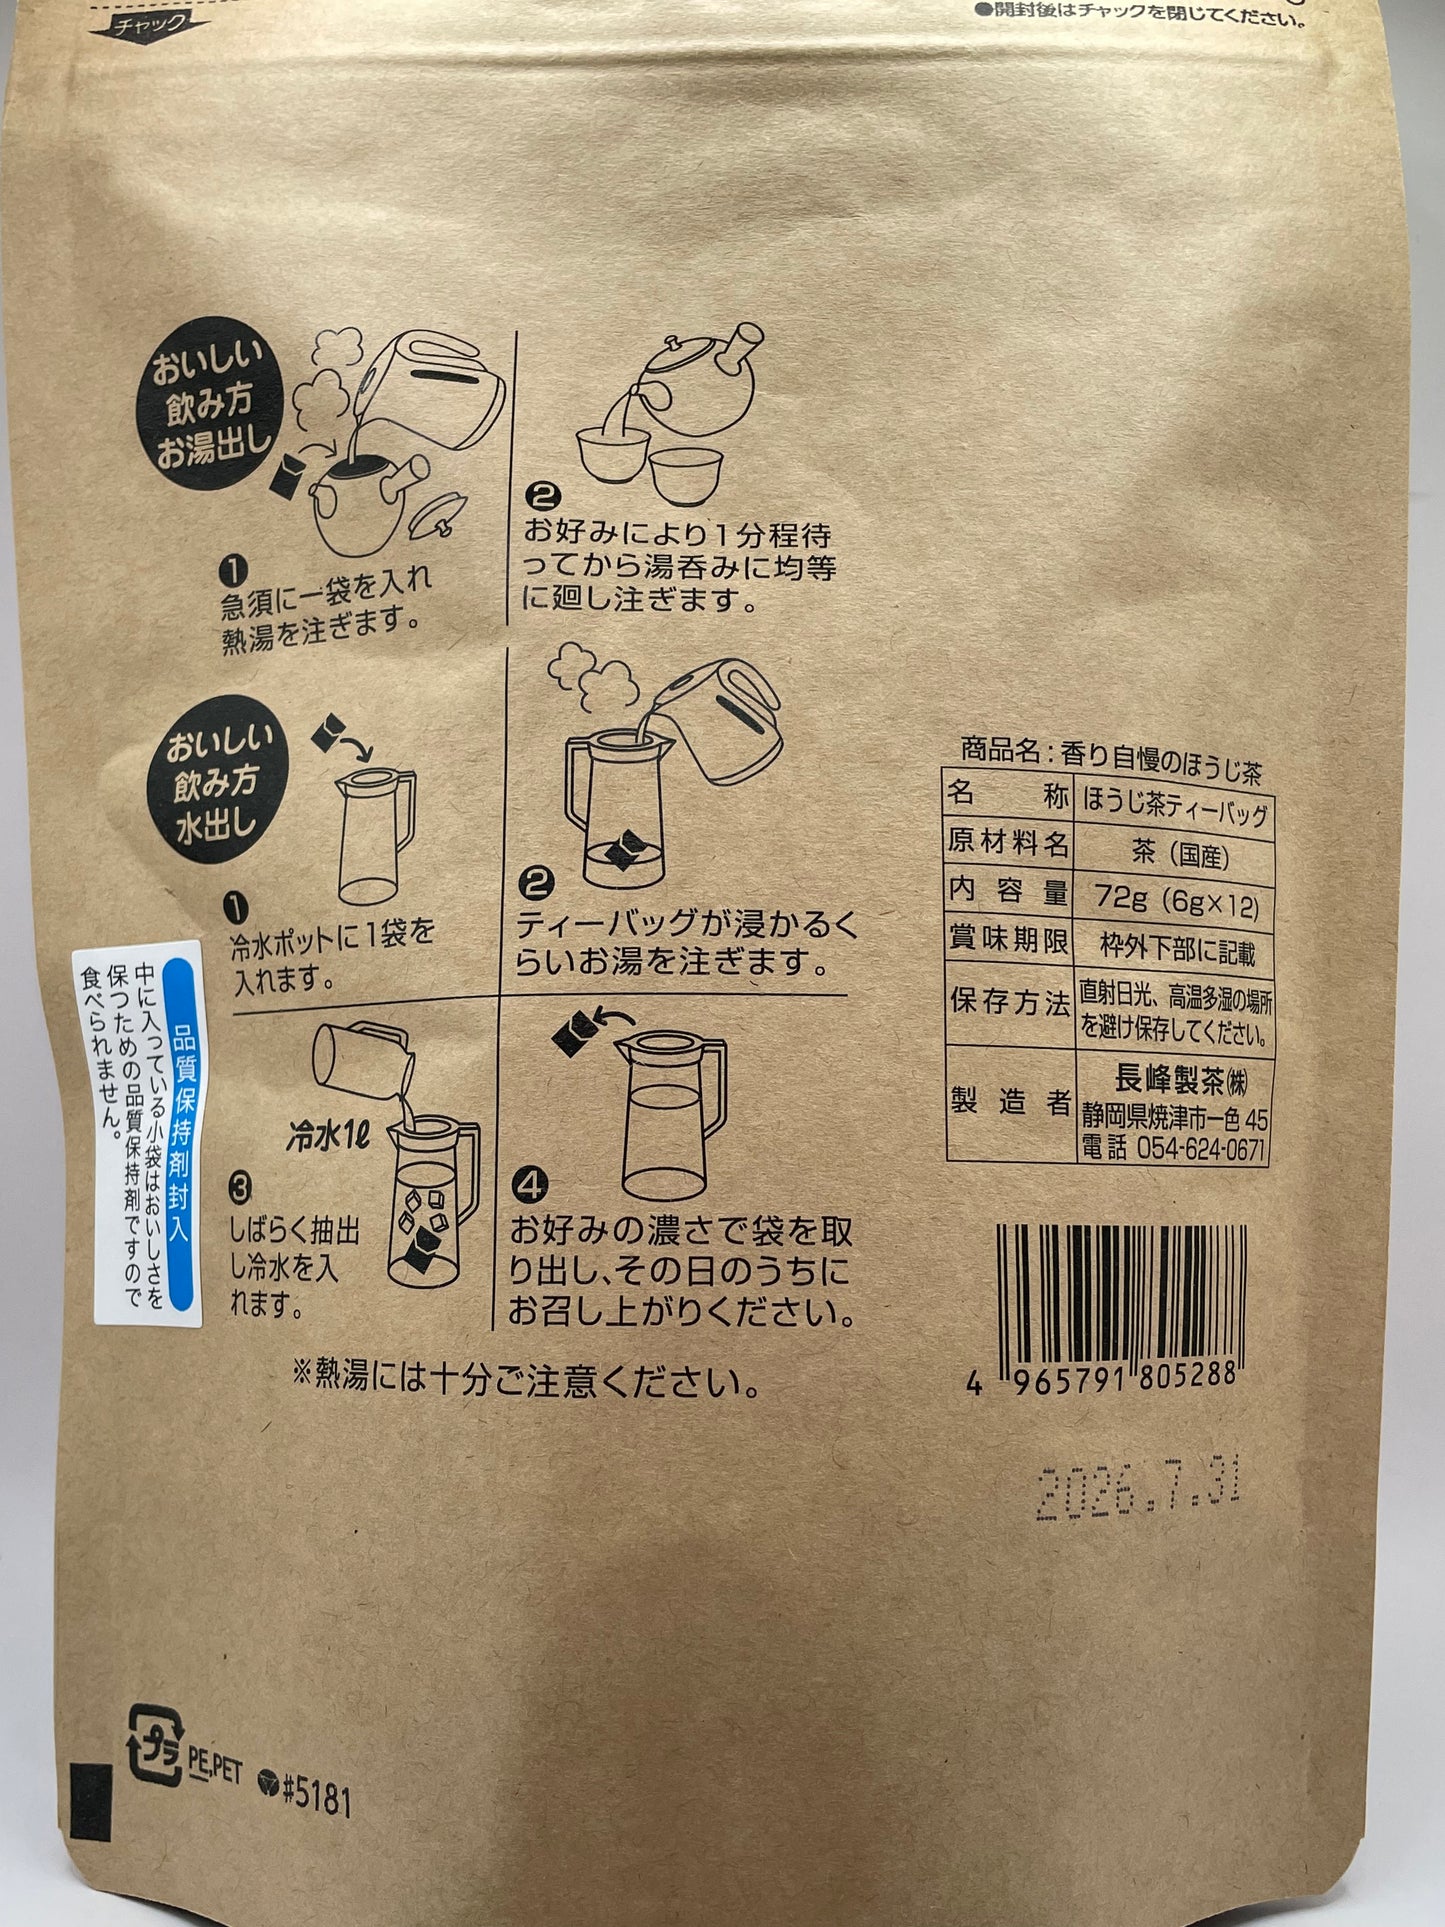 チャック
●開封後はチャックを閉じてください。
おいしい
飲み方
お湯出し
❶
急須に一袋を入れ
熱湯を注ぎます。
❷
お好みにより1分程待
ってから湯呑みに均等
に廻し注ぎます。
おいしい
飲み方
水出し
❶
冷水ポットに1袋を
入れます。
❷
ティーバッグが浸かるく
らいお湯を注ぎます。
冷水1ℓ
❸
しばらく抽出
し冷水を入
れます。
❹
お好みの濃さで袋を取
り出し、その日のうちに
お召し上がりください。
※熱湯には十分ご注意ください。
品質保持剤封入
中に入っている小袋はおいしさを
保つための品質保持剤ですので
食べられません。
商品名：香り自慢のほうじ茶
名称 ほうじ茶ティーバッグ
原材料名 茶（国産）
内容量 72g（6g×12）
賞味期限 枠外下部に記載
保存方法 直射日光、高温多湿の場所
を避け保存してください。
製造者 長峰製茶㈱
静岡県焼津市一色45
電話 054-624-0671
4 965791 805288
2026.7.31
プラ PE,PET #5181